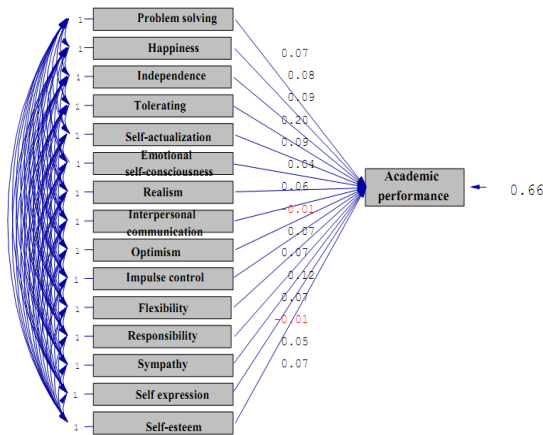 1 Problem solving
1 Happiness
1 Independence
1 Tolerating
1 Self-actualization
1 Emotional
self-consciousness
1 Realism
1 Interpersonal
communication
1 Optimism
1 Impulse control
1 Flexibility
1 Responsibility
1 Sympathy
1 Self expression
1 Self-esteem
0.07
0.08
0.09
0.20
0.09
0.04
0.06
-0.01
0.07
0.07
0.12
0.07
-0.01
0.05
0.07
Academic
performance
0.66